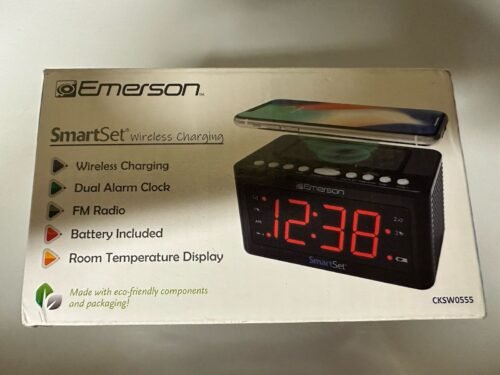 Emerson™
SmartSet® Wireless Charging
Wireless Charging
Dual Alarm Clock
FM Radio
Battery Included
Room Temperature Display
Made with eco-friendly components
and packaging!
Emerson
12:38
SmartSet
CKSW0555